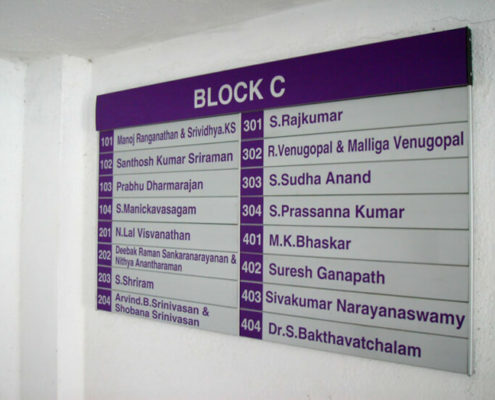 BLOCK C
101 Manoj Ranganathan & Srividhya.KS
102 Santhosh Kumar Sriraman
103 Prabhu Dharmarajan
104 S.Manickavasagam
201 N.Lal Visvanathan
202 Deebak Raman Sankaranarayanan &
Nithya Anantharaman
203 S.Shriram
204 Arvind.B.Srinivasan &
Shobana Srinivasan
301 S.Rajkumar
302 R.Venugopal & Malliga Venugopal
303 S.Sudha Anand
304 S.Prassanna Kumar
401 M.K.Bhaskar
402 Suresh Ganapath
403 Sivakumar Narayanaswamy
404 Dr.S.Bakthavatchalam